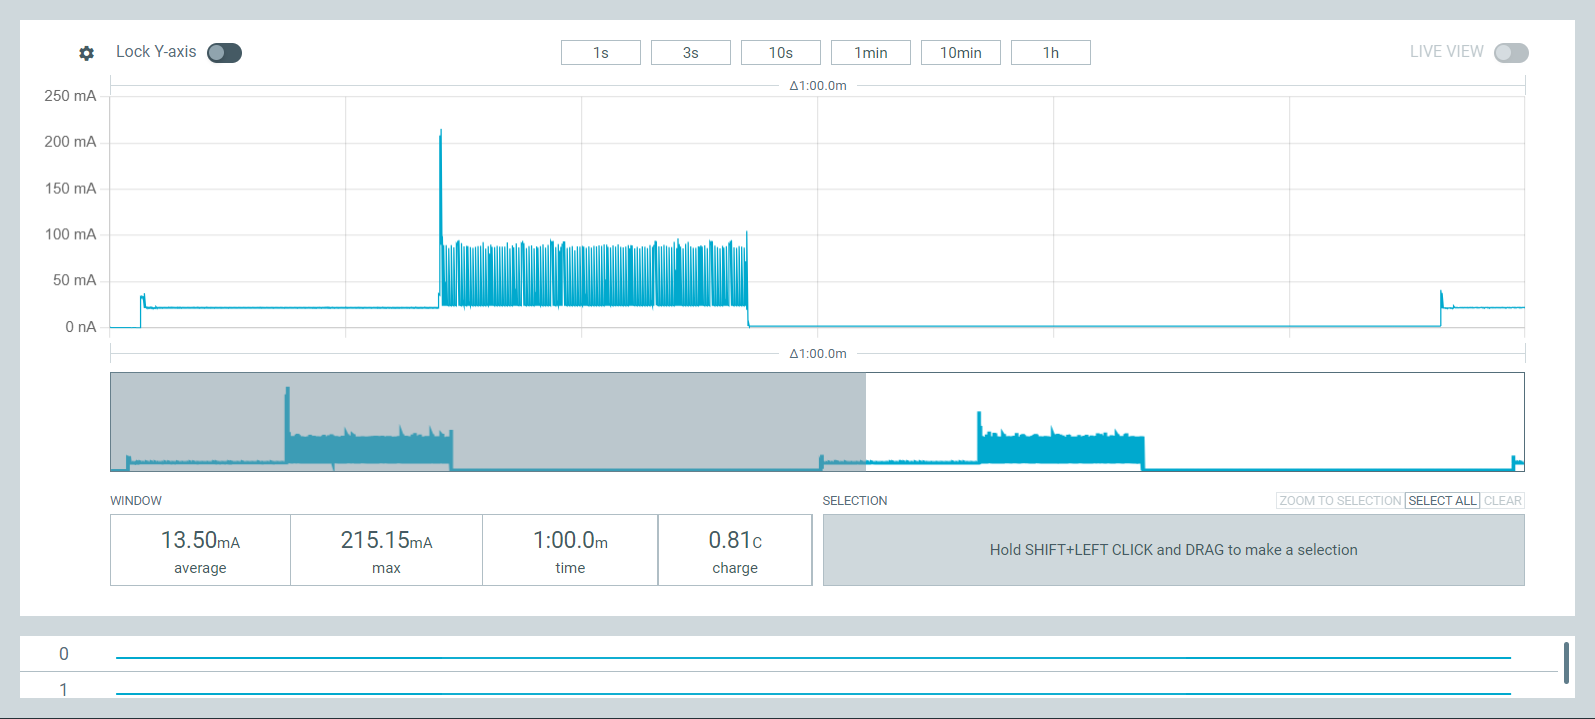 Lock Y-axis
1s 3s 10s 1min 10min 1h
LIVE VIEW
Δ1:00.0m
250 mA
200 mA
150 mA
100 mA
50 mA
0 nA
Δ1:00.0m
WINDOW
13.50mA
average
215.15mA
max
1:00.0m
time
0.81C
charge
SELECTION
ZOOM TO SELECTION SELECT ALL CLEAR
Hold SHIFT+LEFT CLICK and DRAG to make a selection
0
1